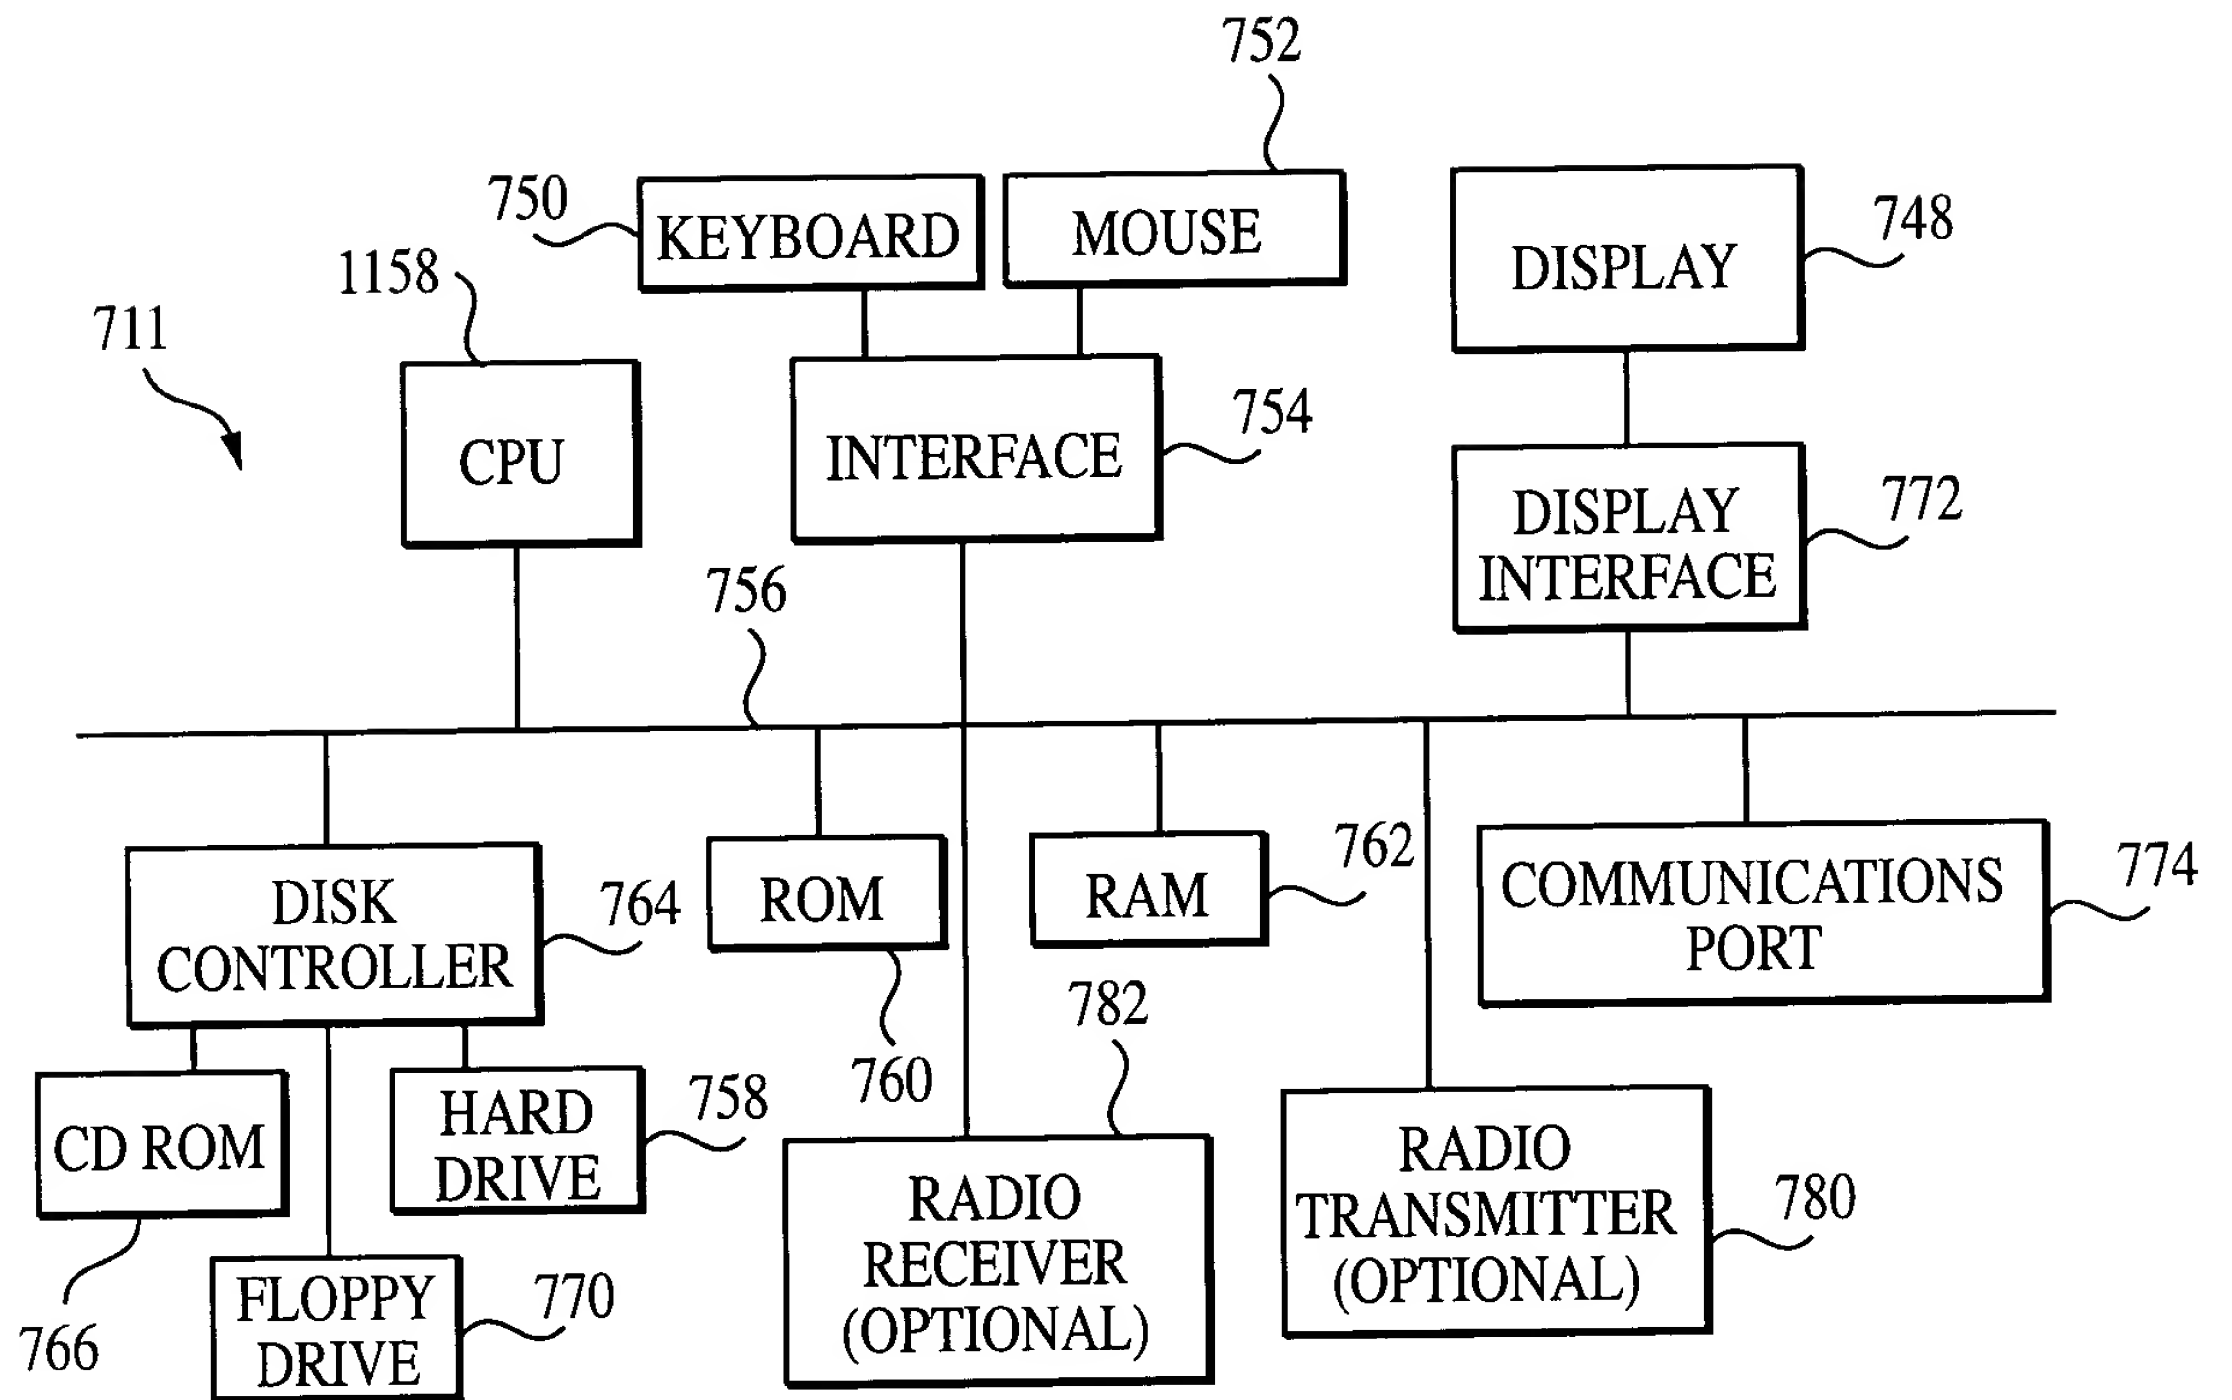 752
750
KEYBOARD
MOUSE
748
DISPLAY
1158
711
CPU
INTERFACE
754
772
DISPLAY
INTERFACE
756
DISK
CONTROLLER
764
ROM
760
RAM
762
COMMUNICATIONS
PORT
774
782
CD ROM
766
HARD
DRIVE
758
FLOPPY
DRIVE
770
RADIO
RECEIVER
(OPTIONAL)
RADIO
TRANSMITTER
(OPTIONAL)
780